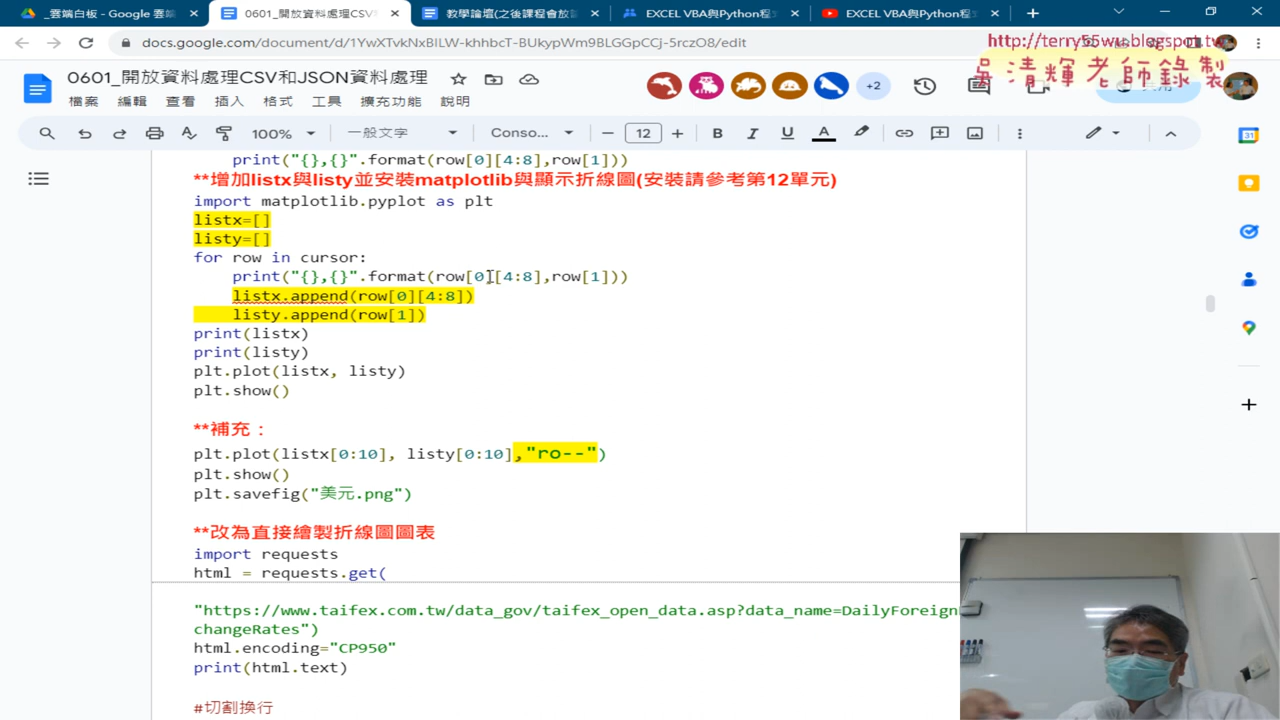 _雲端白板 - Google 雲端
0601_開放資料處理CSV
教學論壇(之後課程會放
EXCEL VBA與Python程
EXCEL VBA與Python程
docs.google.com/document/d/1YwXTvkNxBILW-khhbcT-BUkypWm9BLGGpCCj-5rczO8/edit
http://terry55wu.blogspot.tw
吳清輝老師錄製
0601_開放資料處理CSV和JSON資料處理
+2
檔案 編輯 查看 插入 格式 工具 擴充功能 說明
100% 一般文字 Conso... 12 B I U A
31
print("{},{}".format(row[0][4:8],row[1]))
**增加listx與listy並安裝matplotlib與顯示折線圖(安裝請參考第12單元)
import matplotlib.pyplot as plt
listx=[]
listy=[]
for row in cursor:
print("{},{}".format(row[0][4:8],row[1]))
listx.append(row[0][4:8])
listy.append(row[1])
print(listx)
print(listy)
plt.plot(listx, listy)
plt.show()
**補充：
plt.plot(listx[0:10], listy[0:10],"ro--")
plt.show()
plt.savefig("美元.png")
**改為直接繪製折線圖圖表
import requests
html = requests.get(
"https://www.taifex.com.tw/data_gov/taifex_open_data.asp?data_name=DailyForeign
changeRates")
html.encoding="CP950"
print(html.text)
#切割換行